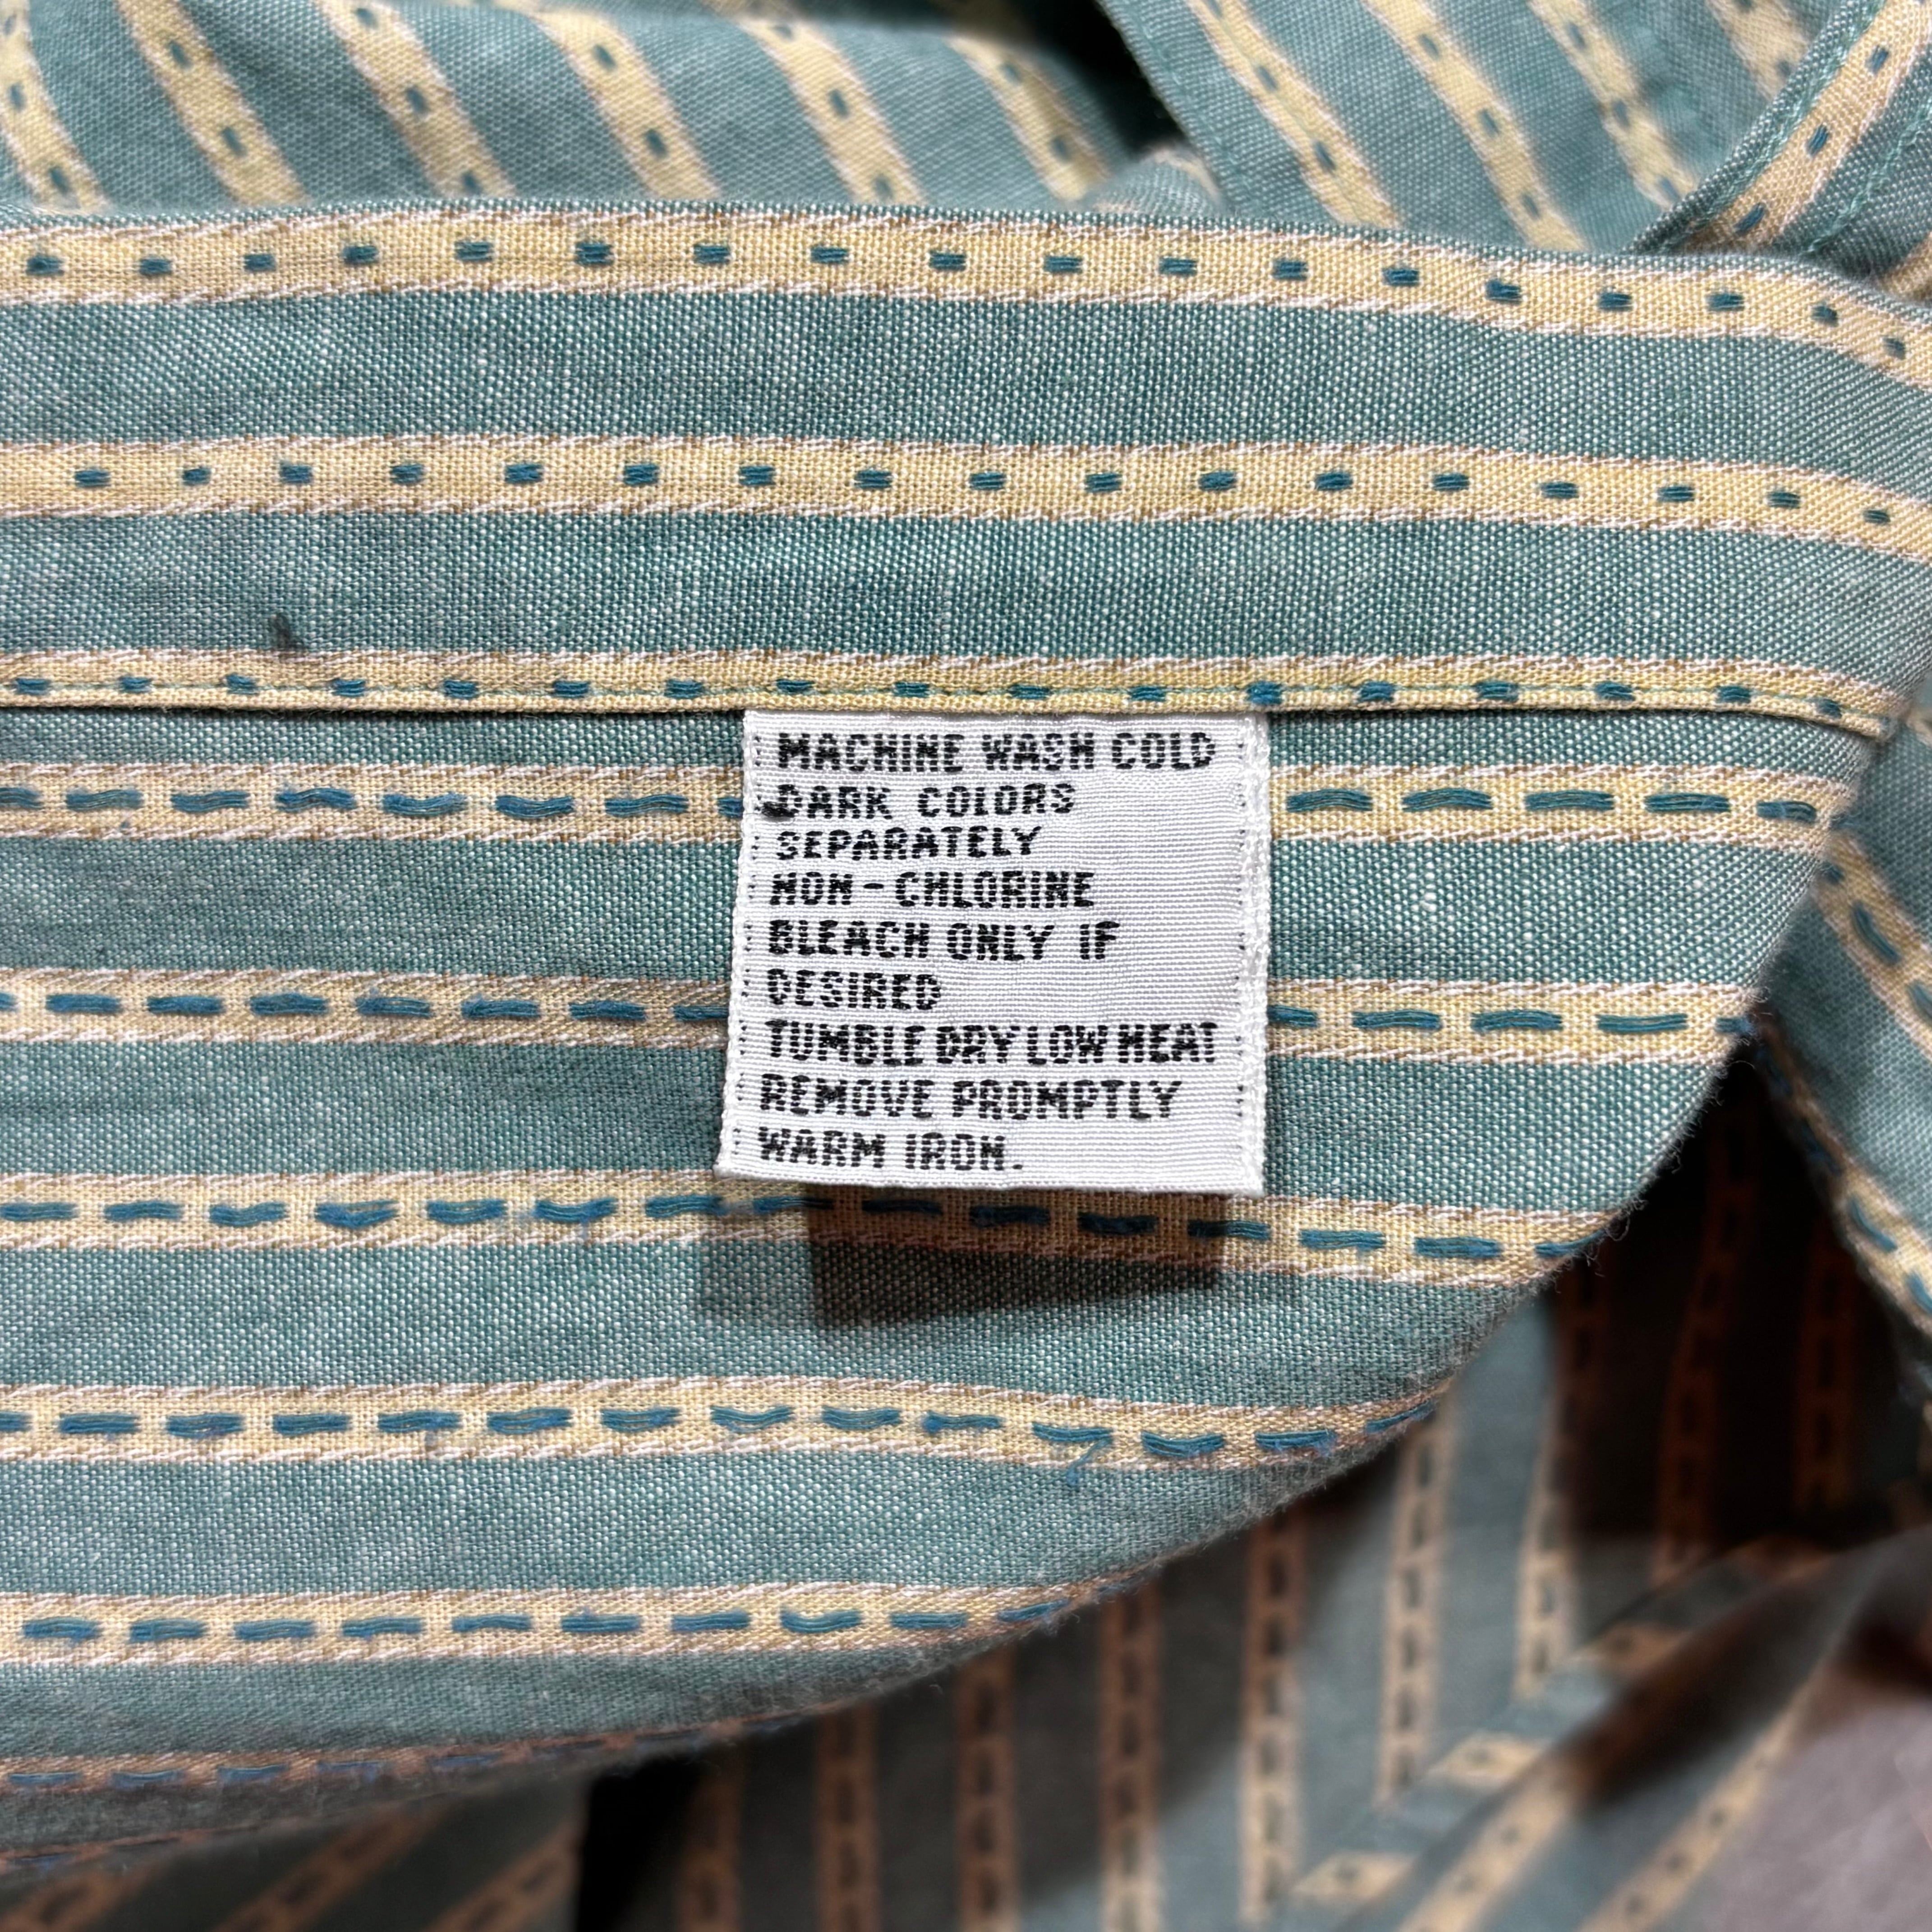 MACHINE WASH COLD
DARK COLORS
SEPARATELY
NON-CHLORINE
BLEACH ONLY IF
DESIRED
TUMBLE DRY LOW HEAT
REMOVE PROMPTLY
WARM IRON.